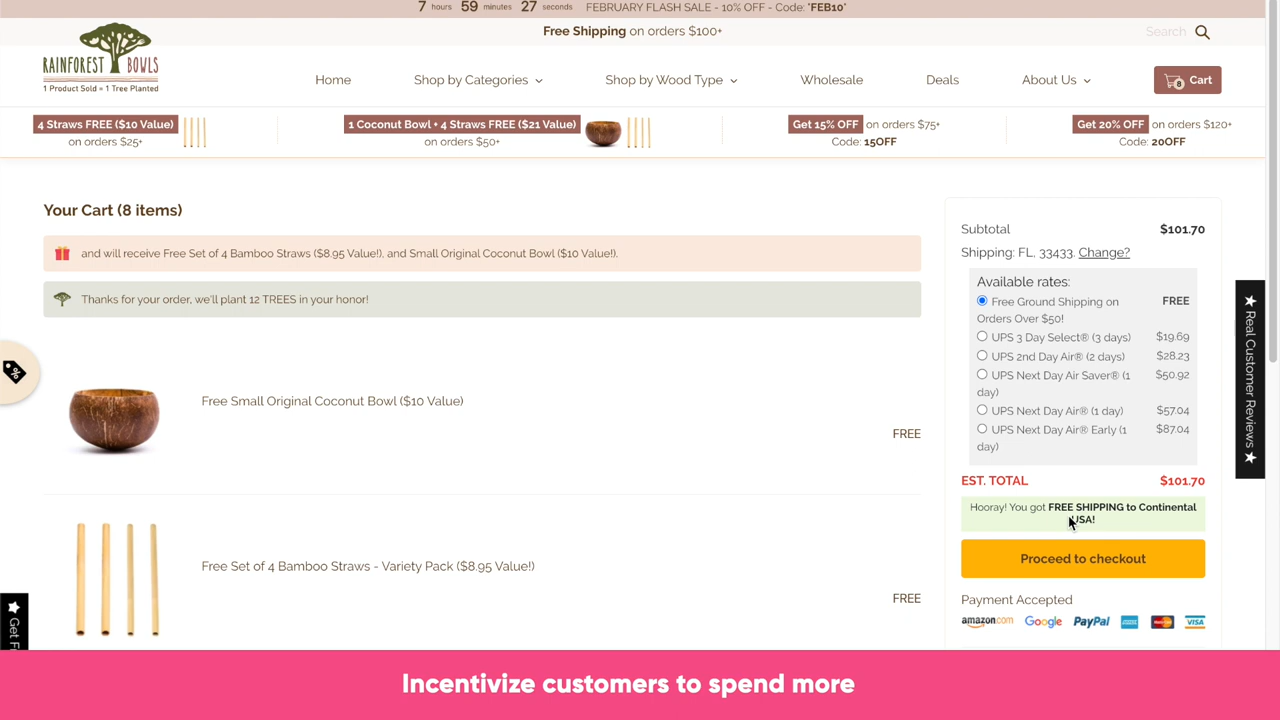 7 hours 59 minutes 27 seconds FEBRUARY FLASH SALE - 10% OFF - Code: "FEB10"
Free Shipping on orders $100+
Search
RAINFOREST BOWLS
1 Product Sold = 1 Tree Planted
Home
Shop by Categories
Shop by Wood Type
Wholesale
Deals
About Us
8 Cart
4 Straws FREE ($10 Value)
on orders $25+
1 Coconut Bowl + 4 Straws FREE ($21 Value)
on orders $50+
Get 15% OFF on orders $75+
Code: 15OFF
Get 20% OFF on orders $120+
Code: 20OFF
Your Cart (8 items)
and will receive Free Set of 4 Bamboo Straws ($8.95 Value!), and Small Original Coconut Bowl ($10 Value!).
Thanks for your order, we'll plant 12 TREES in your honor!
Free Small Original Coconut Bowl ($10 Value)
FREE
Free Set of 4 Bamboo Straws - Variety Pack ($8.95 Value!)
FREE
Subtotal $101.70
Shipping: FL, 33433. Change?
Available rates:
Free Ground Shipping on FREE
Orders Over $50!
UPS 3 Day Select® (3 days) $19.69
UPS 2nd Day Air® (2 days) $28.23
UPS Next Day Air Saver® (1 $50.92
day)
UPS Next Day Air® (1 day) $57.04
UPS Next Day Air® Early (1 $87.04
day)
EST. TOTAL $101.70
Hooray! You got FREE SHIPPING to Continental
USA!
Proceed to checkout
Payment Accepted
amazon.com Google PayPal VISA
★ Real Customer Reviews ★
%
★ Get F
Incentivize customers to spend more